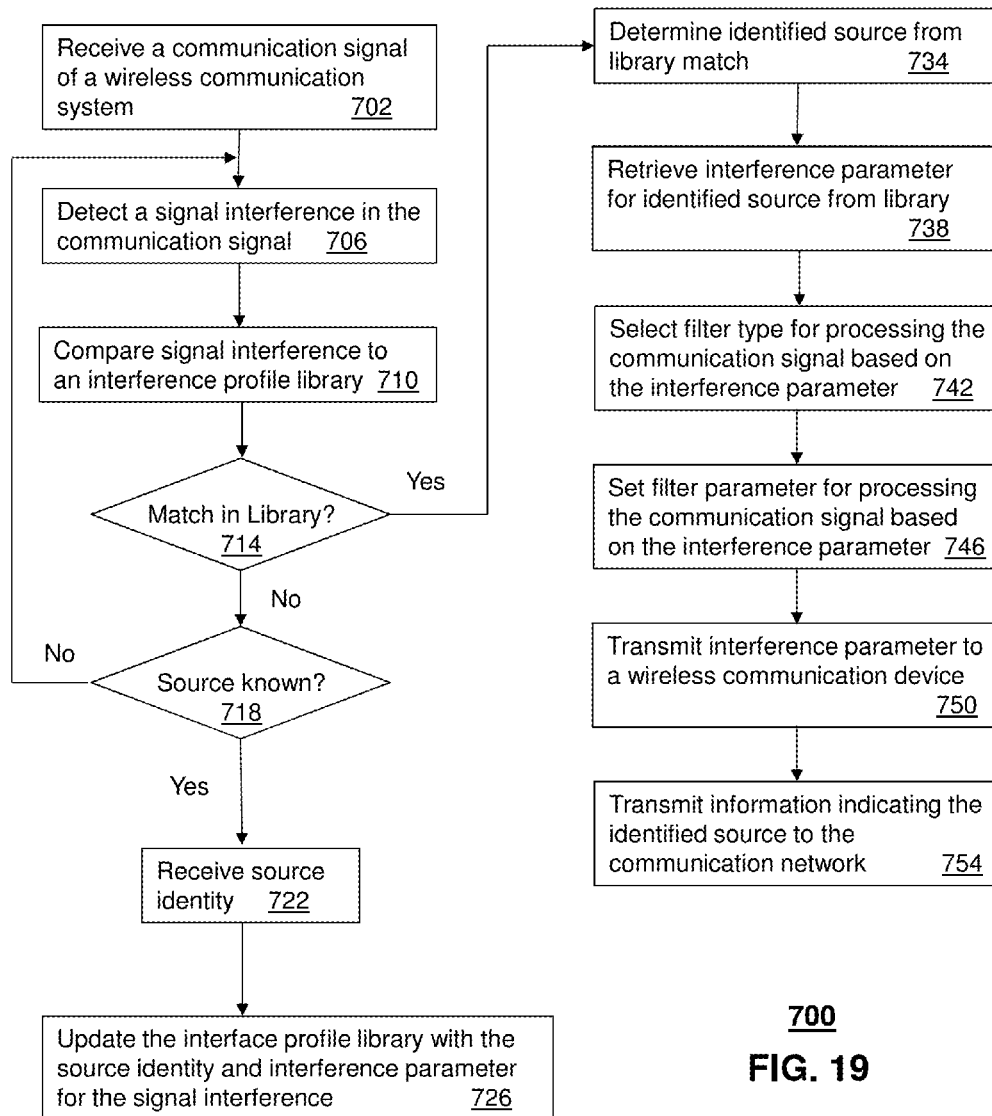 Receive a communication signal
of a wireless communication
system 702
Detect a signal interference in the
communication signal 706
Compare signal interference to
an interference profile library 710
Match in Library?
714
Yes
No
Source known?
718
No
Yes
Receive source
identity 722
Update the interface profile library with the
source identity and interference parameter
for the signal interference 726
Determine identified source from
library match 734
Retrieve interference parameter
for identified source from library
738
Select filter type for processing the
communication signal based on
the interference parameter 742
Set filter parameter for processing
the communication signal based
on the interference parameter 746
Transmit interference parameter to
a wireless communication device
750
Transmit information indicating the
identified source to the
communication network 754
700
FIG. 19